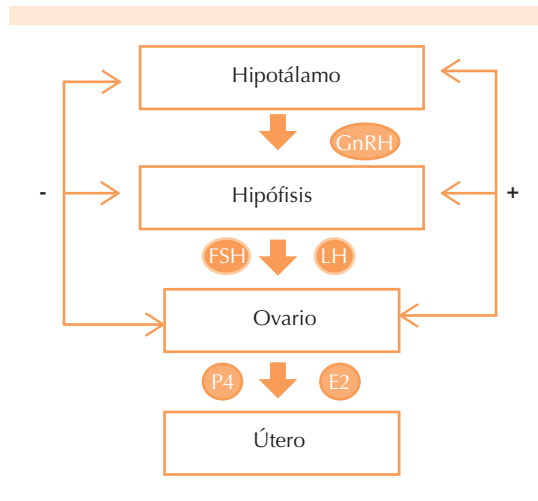 Hipotálamo
GnRH
- Hipófisis +
FSH LH
Ovario
P4 E2
Útero